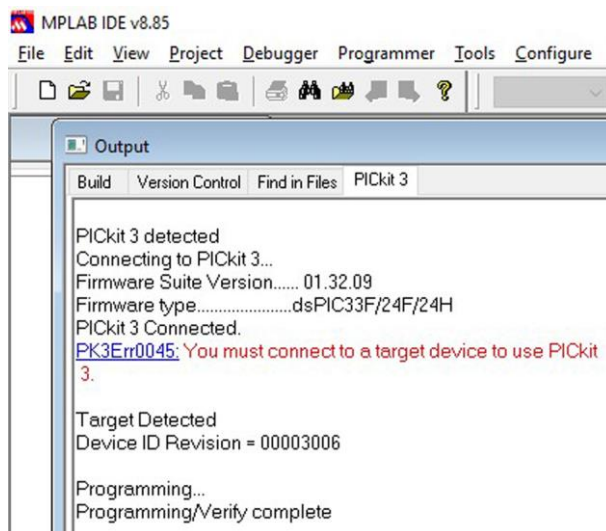 MPLAB IDE v8.85
File Edit View Project Debugger Programmer Tools Configure
Output
Build Version Control Find in Files PICkit 3
PICkit 3 detected
Connecting to PICkit 3...
Firmware Suite Version...... 01.32.09
Firmware type......................dsPIC33F/24F/24H
PICkit 3 Connected.
PK3Err0045: You must connect to a target device to use PICkit
3.
Target Detected
Device ID Revision = 00003006
Programming...
Programming/Verify complete